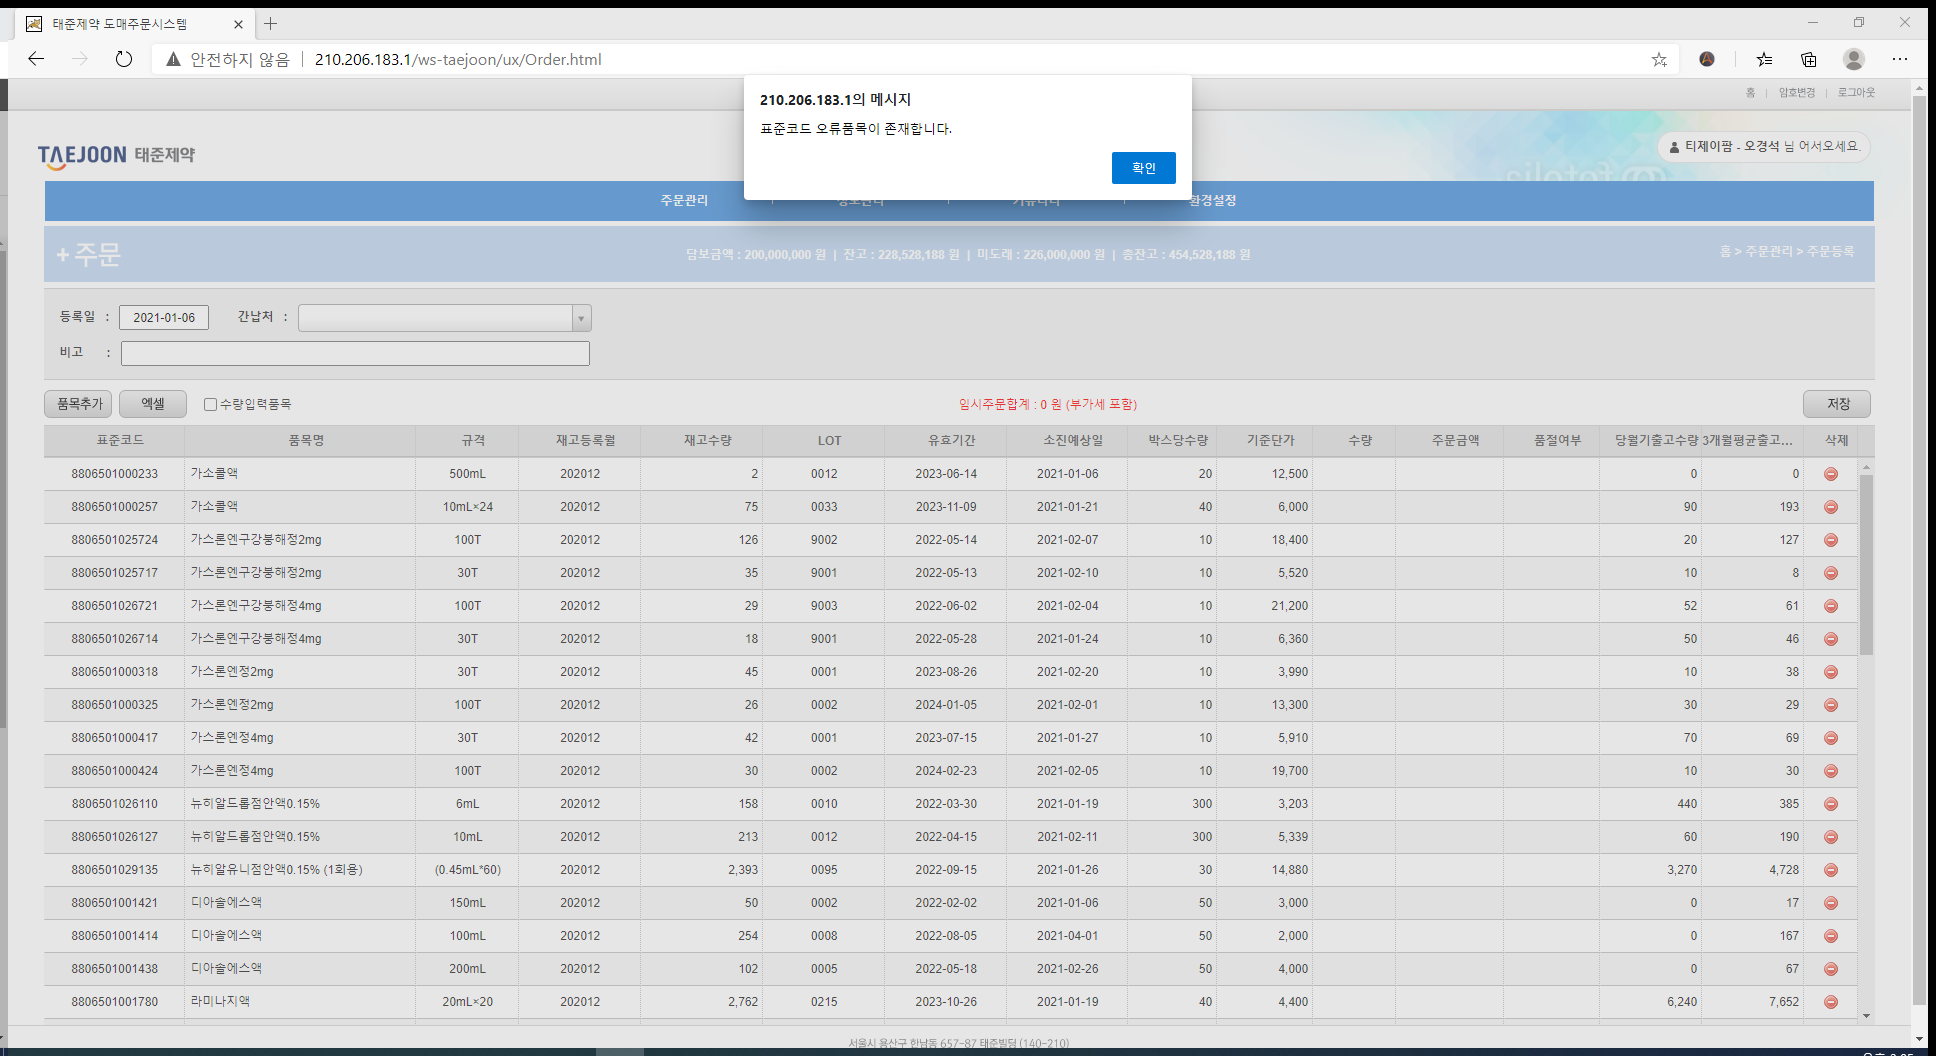 태준제약 도매주문시스템
안전하지 않음 | 210.206.183.1/ws-taejoon/ux/Order.html
210.206.183.1의 메시지
표준코드 오류품목이 존재합니다.
확인
홈 | 암호변경 | 로그아웃
TAEJOON 태준제약
티제이팜 - 오경석 님 어서오세요.
주문관리 정보관리 커뮤니티 환경설정
+ 주문
담보금액 : 200,000,000 원 | 잔고 : 228,528,188 원 | 미도래 : 226,000,000 원 | 총잔고 : 454,528,188 원
홈 > 주문관리 > 주문등록
등록일 : 2021-01-06 간납처 :
비고 :
품목추가 엑셀 수량입력품목 임시주문합계 : 0 원 (부가세 포함) 저장
표준코드 품목명 규격 재고등록월 재고수량 LOT 유효기간 소진예상일 박스당수량 기준단가 수량 주문금액 품절여부 당월기출고수량 3개월평균출고... 삭제
8806501000233 가소콜액 500mL 202012 2 0012 2023-06-14 2021-01-06 20 12,500 0 0
8806501000257 가소콜액 10mL×24 202012 75 0033 2023-11-09 2021-01-21 40 6,000 90 193
8806501025724 가스론엔구강붕해정2mg 100T 202012 126 9002 2022-05-14 2021-02-07 10 18,400 20 127
8806501025717 가스론엔구강붕해정2mg 30T 202012 35 9001 2022-05-13 2021-02-10 10 5,520 10 8
8806501026721 가스론엔구강붕해정4mg 100T 202012 29 9003 2022-06-02 2021-02-04 10 21,200 52 61
8806501026714 가스론엔구강붕해정4mg 30T 202012 18 9001 2022-05-28 2021-01-24 10 6,360 50 46
8806501000318 가스론엔정2mg 30T 202012 45 0001 2023-08-26 2021-02-20 10 3,990 10 38
8806501000325 가스론엔정2mg 100T 202012 26 0002 2024-01-05 2021-02-01 10 13,300 30 29
8806501000417 가스론엔정4mg 30T 202012 42 0001 2023-07-15 2021-01-27 10 5,910 70 69
8806501000424 가스론엔정4mg 100T 202012 30 0002 2024-02-23 2021-02-05 10 19,700 10 30
8806501026110 뉴히알드롭점안액0.15% 6mL 202012 158 0010 2022-03-30 2021-01-19 300 3,203 440 385
8806501026127 뉴히알드롭점안액0.15% 10mL 202012 213 0012 2022-04-15 2021-02-11 300 5,339 60 190
8806501029135 뉴히알유니점안액0.15% (1회용) (0.45mL*60) 202012 2,393 0095 2022-09-15 2021-01-26 30 14,880 3,270 4,728
8806501001421 디아솔에스액 150mL 202012 50 0002 2022-02-02 2021-01-06 50 3,000 0 17
8806501001414 디아솔에스액 100mL 202012 254 0008 2022-08-05 2021-04-01 50 2,000 0 167
8806501001438 디아솔에스액 200mL 202012 102 0005 2022-05-18 2021-02-26 50 4,000 0 67
8806501001780 라미나지액 20mL×20 202012 2,762 0215 2023-10-26 2021-01-19 40 4,400 6,240 7,652
서울시 용산구 한남동 657-87 태준빌딩 (140-210)